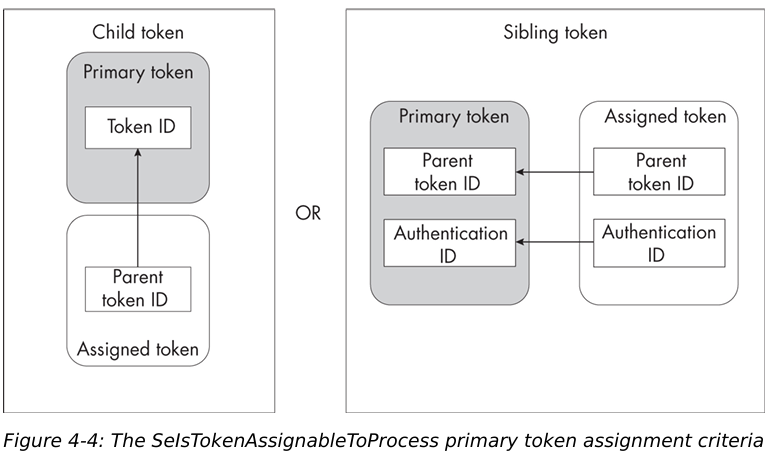 Child token
Primary token
Token ID
Parent
token ID
Assigned token
OR
Sibling token
Primary token
Parent
token ID
Authentication
ID
Assigned token
Parent
token ID
Authentication
ID
Figure 4-4: The SeIsTokenAssignableToProcess primary token assignment criteria